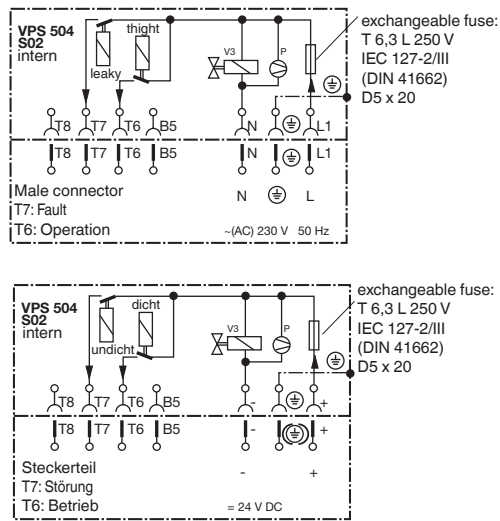 VPS 504
S02
intern
thight
leaky
V3
P
exchangeable fuse:
T 6,3 L 250 V
IEC 127-2/III
(DIN 41662)
D5 x 20
T8 T7 T6 B5 N L1
T8 T7 T6 B5 N L1
Male connector
N L
T7: Fault
T6: Operation
~(AC) 230 V 50 Hz
VPS 504
S02
intern
dicht
undicht
V3
P
exchangeable fuse:
T 6,3 L 250 V
IEC 127-2/III
(DIN 41662)
D5 x 20
T8 T7 T6 B5 - +
T8 T7 T6 B5 - +
Steckerteil
- +
T7: Störung
T6: Betrieb
= 24 V DC